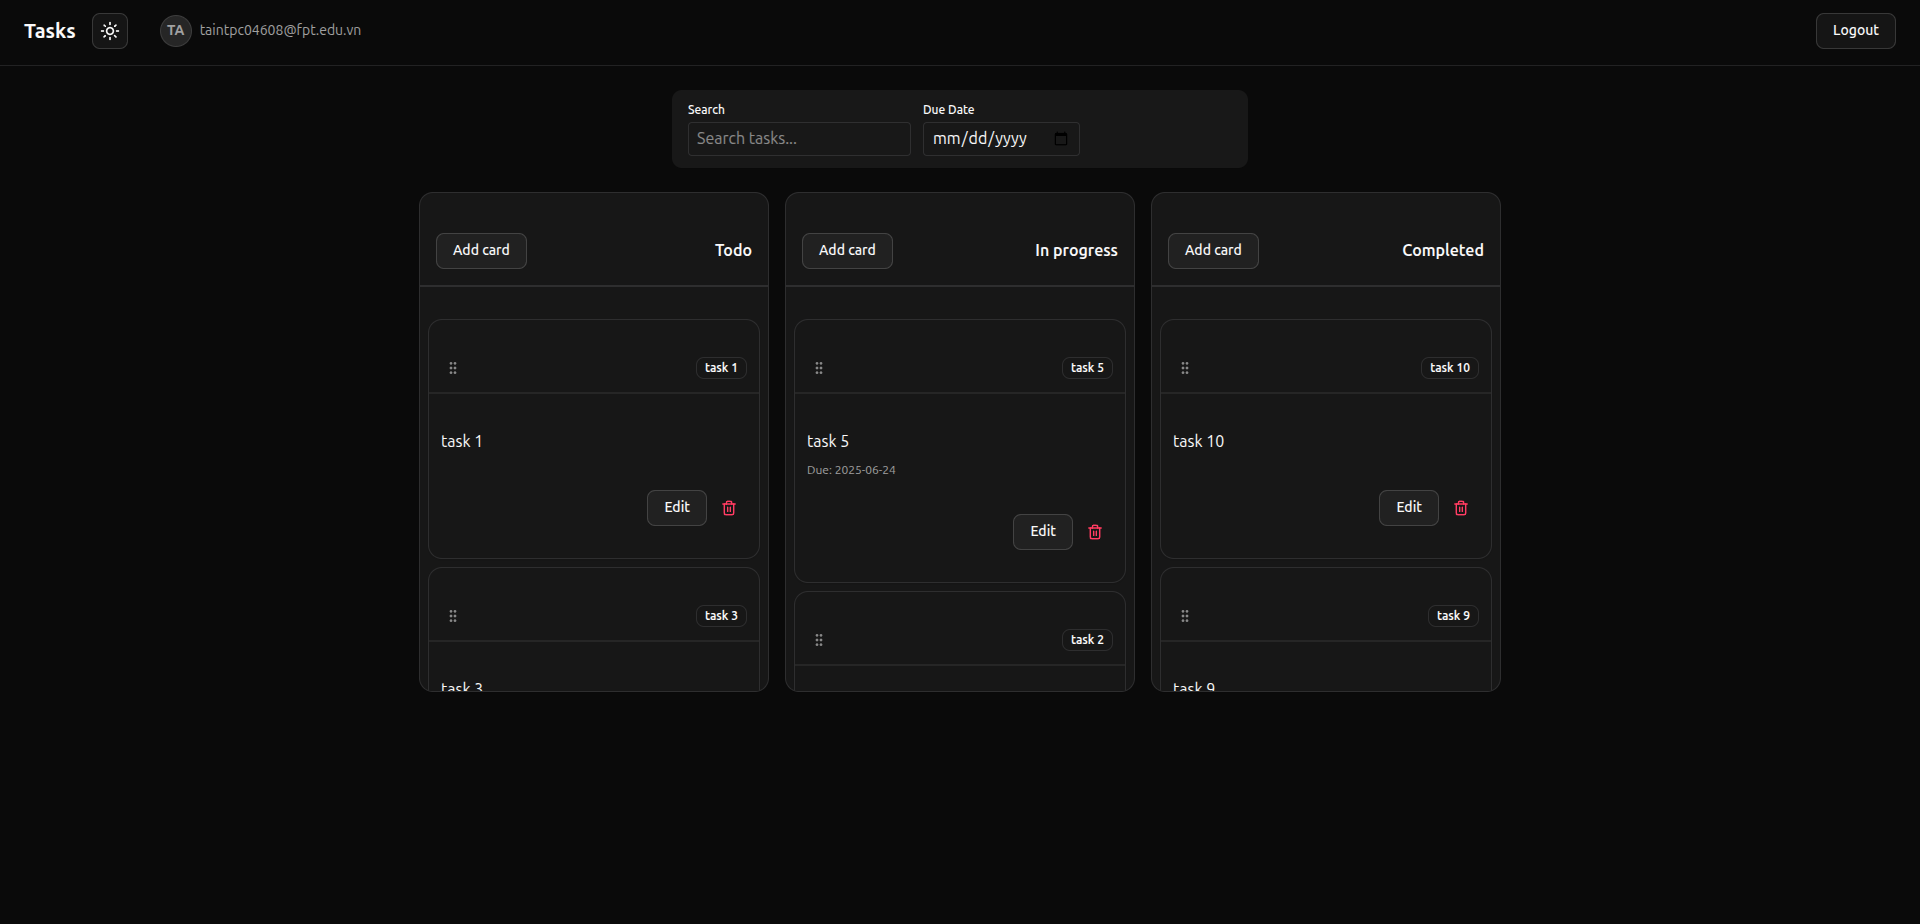 Tasks
TA
taintpc04608@fpt.edu.vn
Logout
Search
Due Date
Search tasks...
mm/dd/yyyy
Add card
Todo
task 1
task 1
Edit
task 3
task 3
Add card
In progress
task 5
task 5
Due: 2025-06-24
Edit
task 2
Add card
Completed
task 10
task 10
Edit
task 9
task 9